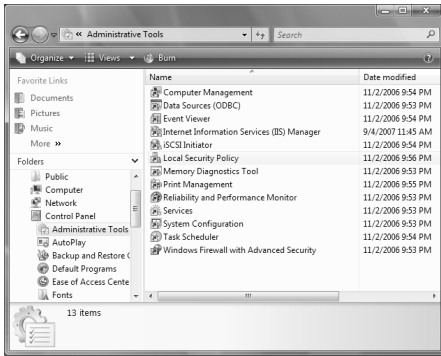 « Administrative Tools
Search
Organize Views Burn
Favorite Links
Documents
Pictures
Music
More »
Folders
Public
Computer
Network
Control Panel
Administrative Tools
AutoPlay
Backup and Restore C
Default Programs
Ease of Access Cente
Fonts
Name Date modified
Computer Management 11/2/2006 9:54 PM
Data Sources (ODBC) 11/2/2006 9:53 PM
Event Viewer 11/2/2006 9:54 PM
Internet Information Services (IIS) Manager 9/4/2007 11:45 AM
iSCSI Initiator 11/2/2006 9:54 PM
Local Security Policy 11/2/2006 9:56 PM
Memory Diagnostics Tool 11/2/2006 9:53 PM
Print Management 11/2/2006 9:55 PM
Reliability and Performance Monitor 11/2/2006 9:53 PM
Services 11/2/2006 9:54 PM
System Configuration 11/2/2006 9:53 PM
Task Scheduler 11/2/2006 9:54 PM
Windows Firewall with Advanced Security 11/2/2006 9:53 PM
13 items